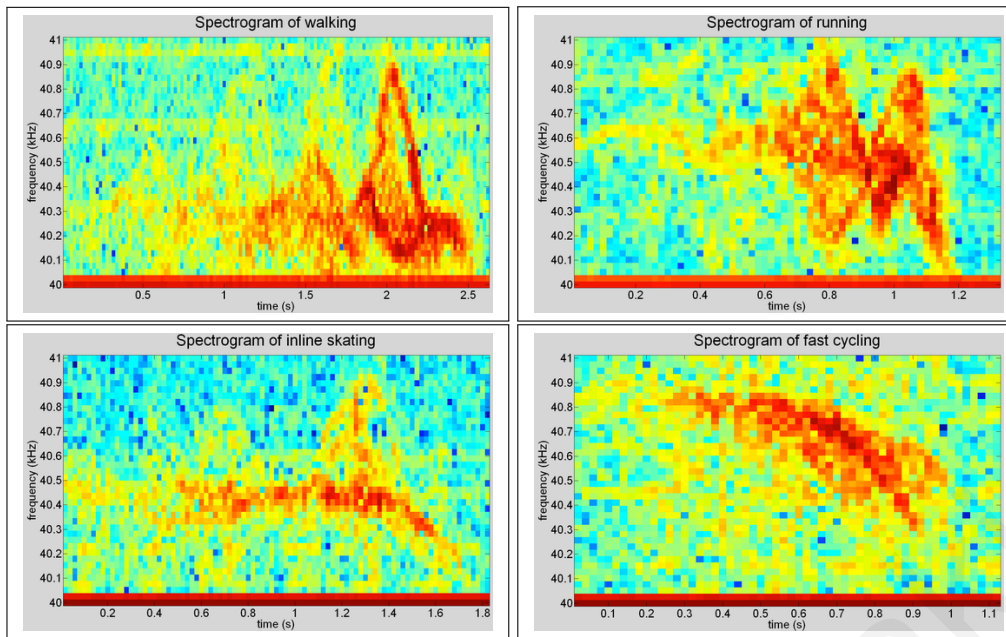 Spectrogram of walking
41
40.9
40.8
40.7
40.6
40.5
40.4
40.3
40.2
40.1
40
frequency (kHz)
0.5 1 1.5 2 2.5
time (s)
Spectrogram of running
41
40.9
40.8
40.7
40.6
40.5
40.4
40.3
40.2
40.1
40
frequency (kHz)
0.2 0.4 0.6 0.8 1 1.2
time (s)
Spectrogram of inline skating
41
40.9
40.8
40.7
40.6
40.5
40.4
40.3
40.2
40.1
40
frequency (kHz)
0.2 0.4 0.6 0.8 1 1.2 1.4 1.6 1.8
time (s)
Spectrogram of fast cycling
41
40.9
40.8
40.7
40.6
40.5
40.4
40.3
40.2
40.1
40
frequency (kHz)
0.1 0.2 0.3 0.4 0.5 0.6 0.7 0.8 0.9 1 1.1
time (s)